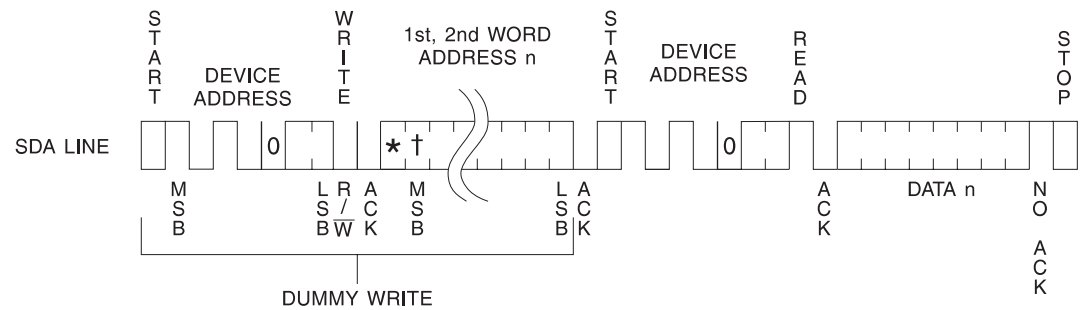 START
WRITE
1st, 2nd WORD
ADDRESS n
START
READ
STOP
DEVICE
ADDRESS
DEVICE
ADDRESS
SDA LINE
0
* †
0
MSB
LSB
R/W̅
ACK
MSB
LSB
ACK
ACK
DATA n
NO ACK
DUMMY WRITE